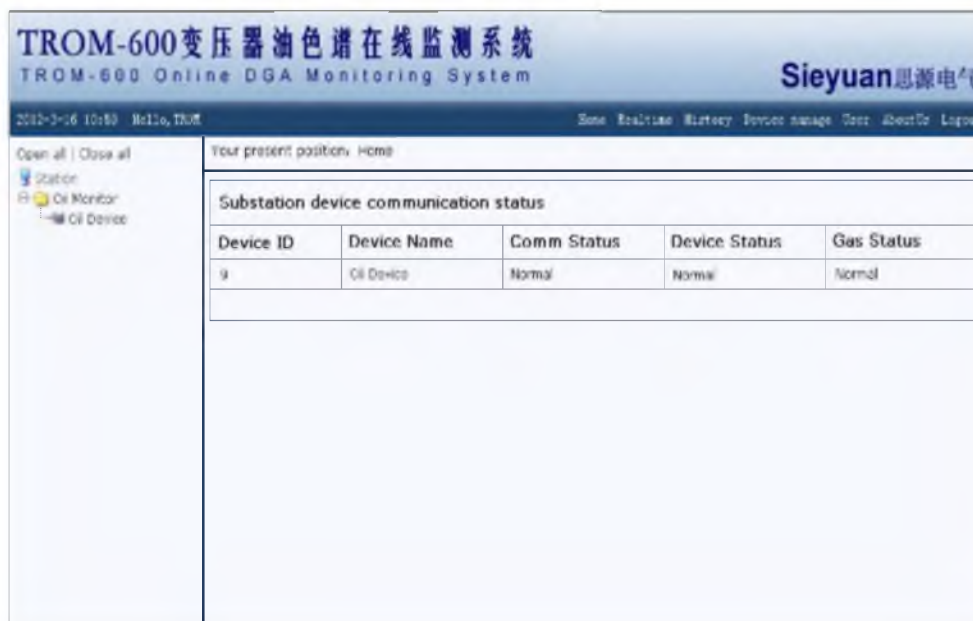 TROM-600变压器油色谱在线监测系统
TROM-600 Online DGA Monitoring System
Sieyuan思源电气
Hello, TROM
Home Realtime History Device manage User AboutUs Logout
Open all | Close all
Your present position: Home
Station
Oil Monitor
Oil Device
Substation device communication status
Device ID Device Name Comm Status Device Status Gas Status
9 Oil Device Normal Normal Normal